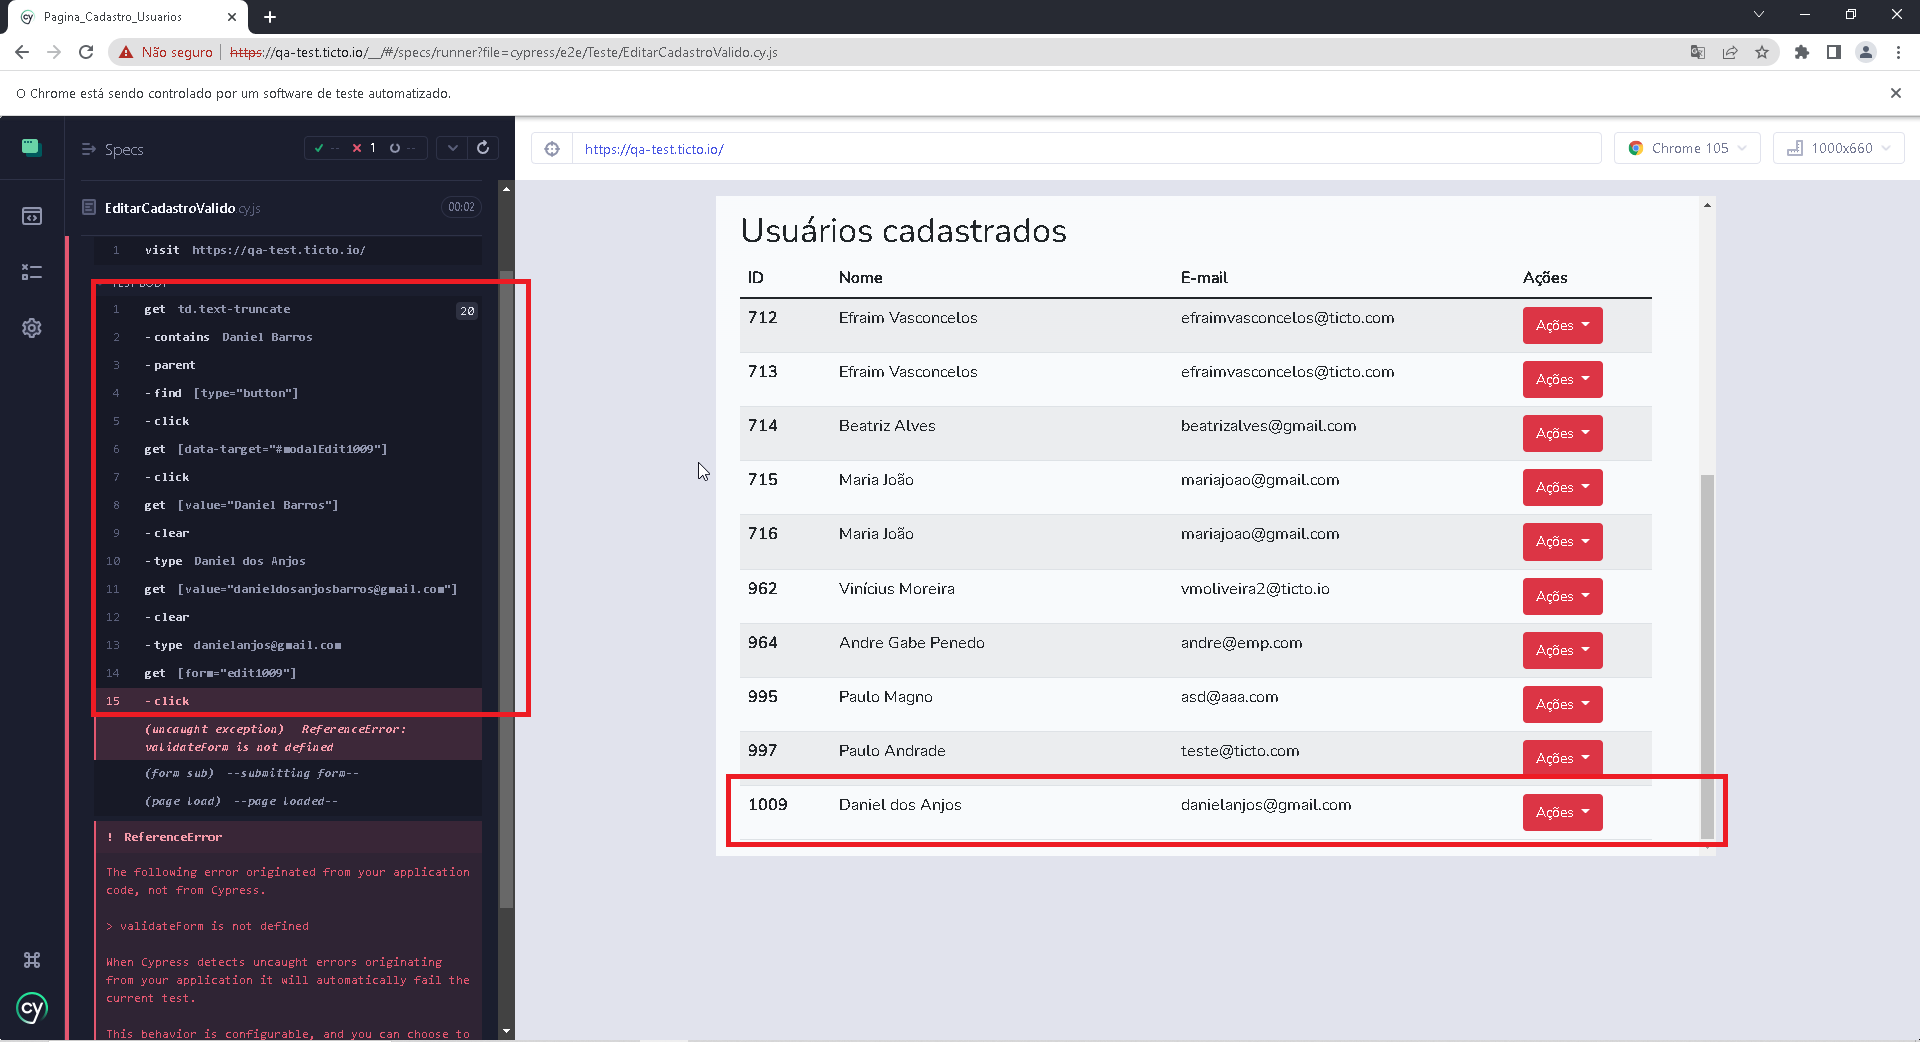 Pagina_Cadastro_Usuarios
Não seguro
https://qa-test.ticto.io/__/#/specs/runner?file=cypress/e2e/Teste/EditarCadastroValido.cy.js
O Chrome está sendo controlado por um software de teste automatizado.
Specs
-- 1 --
https://qa-test.ticto.io/
Chrome 105
1000x660
EditarCadastroValido.cy.js
00:02
1 visit https://qa-test.ticto.io/
TEST BODY
1 get td.text-truncate 20
2 -contains Daniel Barros
3 -parent
4 -find [type="button"]
5 -click
6 get [data-target="#modalEdit1009"]
7 -click
8 get [value="Daniel Barros"]
9 -clear
10 -type Daniel dos Anjos
11 get [value="danieldosanjosbarros@gmail.com"]
12 -clear
13 -type danielanjos@gmail.com
14 get [form="edit1009"]
15 -click
(uncaught exception) ReferenceError:
validateForm is not defined
(form sub) --submitting form--
(page load) --page loaded--
! ReferenceError
The following error originated from your application
code, not from Cypress.
> validateForm is not defined
When Cypress detects uncaught errors originating
from your application it will automatically fail the
current test.
This behavior is configurable, and you can choose to
cy
Usuários cadastrados
ID Nome E-mail Ações
712 Efraim Vasconcelos efraimvasconcelos@ticto.com Ações
713 Efraim Vasconcelos efraimvasconcelos@ticto.com Ações
714 Beatriz Alves beatrizalves@gmail.com Ações
715 Maria João mariajoao@gmail.com Ações
716 Maria João mariajoao@gmail.com Ações
962 Vinícius Moreira vmoliveira2@ticto.io Ações
964 Andre Gabe Penedo andre@emp.com Ações
995 Paulo Magno asd@aaa.com Ações
997 Paulo Andrade teste@ticto.com Ações
1009 Daniel dos Anjos danielanjos@gmail.com Ações